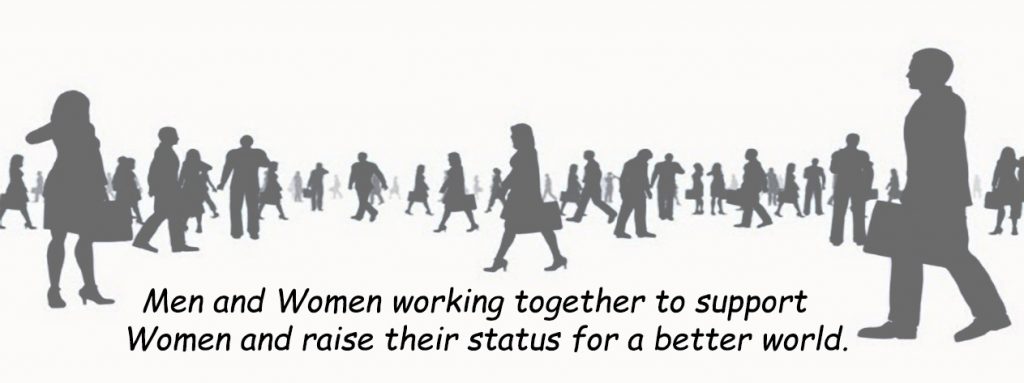 Men and Women working together to support
Women and raise their status for a better world.